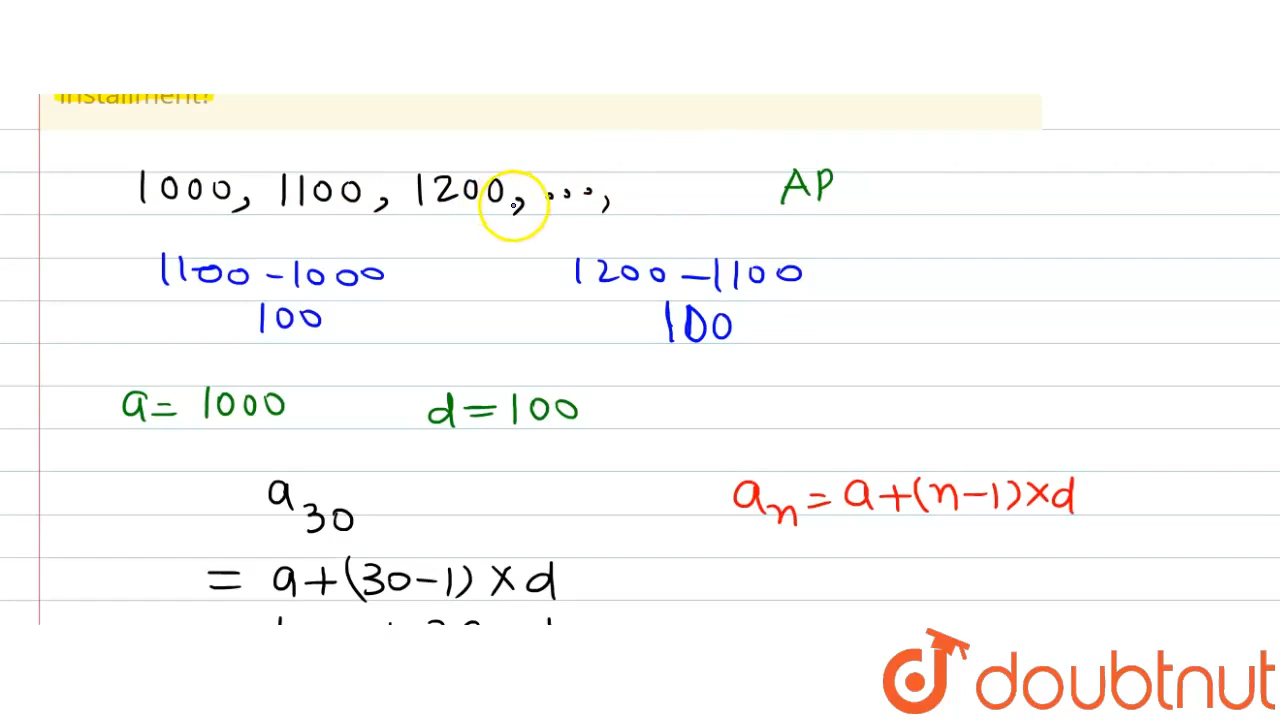 installment?
1000, 1100, 1200, ...,
AP
1100 - 1000
1200 - 1100
100
100
a = 1000
d = 100
a30
an = a + (n - 1) × d
= a + (30 - 1) × d
doubtnut